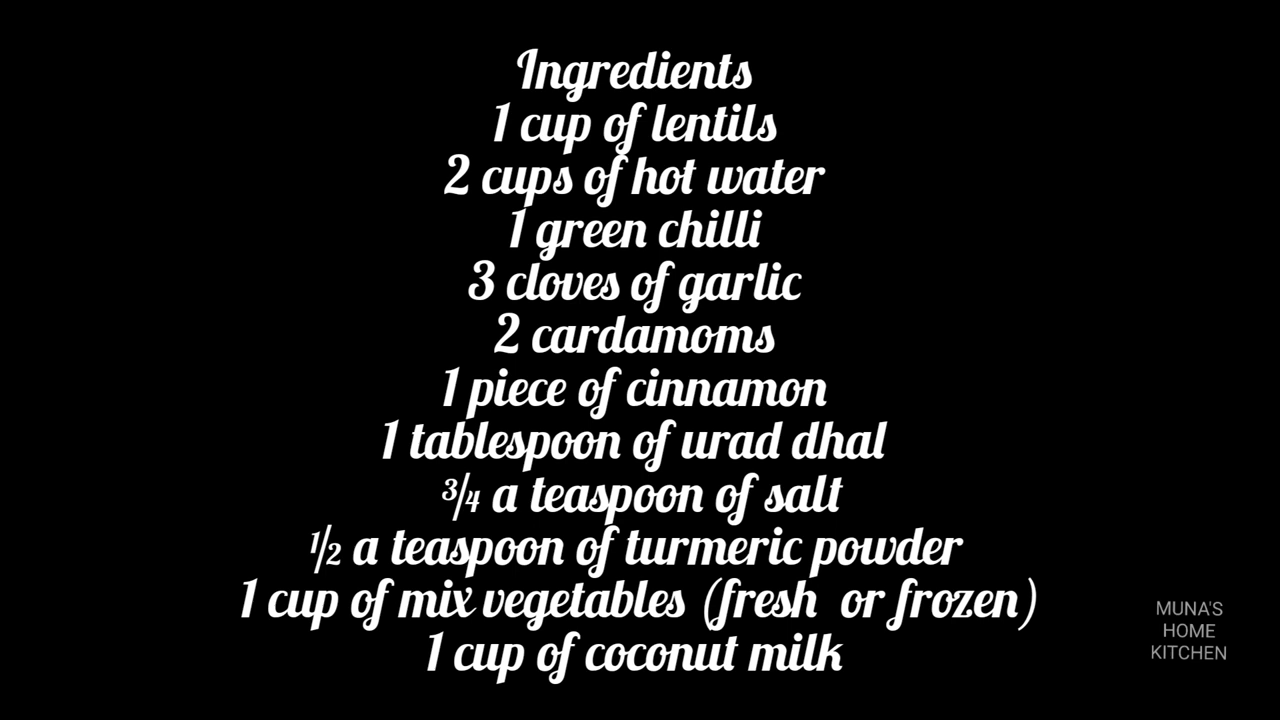 Ingredients
1 cup of lentils
2 cups of hot water
1 green chilli
3 cloves of garlic
2 cardamoms
1 piece of cinnamon
1 tablespoon of urad dhal
¾ a teaspoon of salt
½ a teaspoon of turmeric powder
1 cup of mix vegetables (fresh or frozen)
1 cup of coconut milk
MUNA'S
HOME
KITCHEN